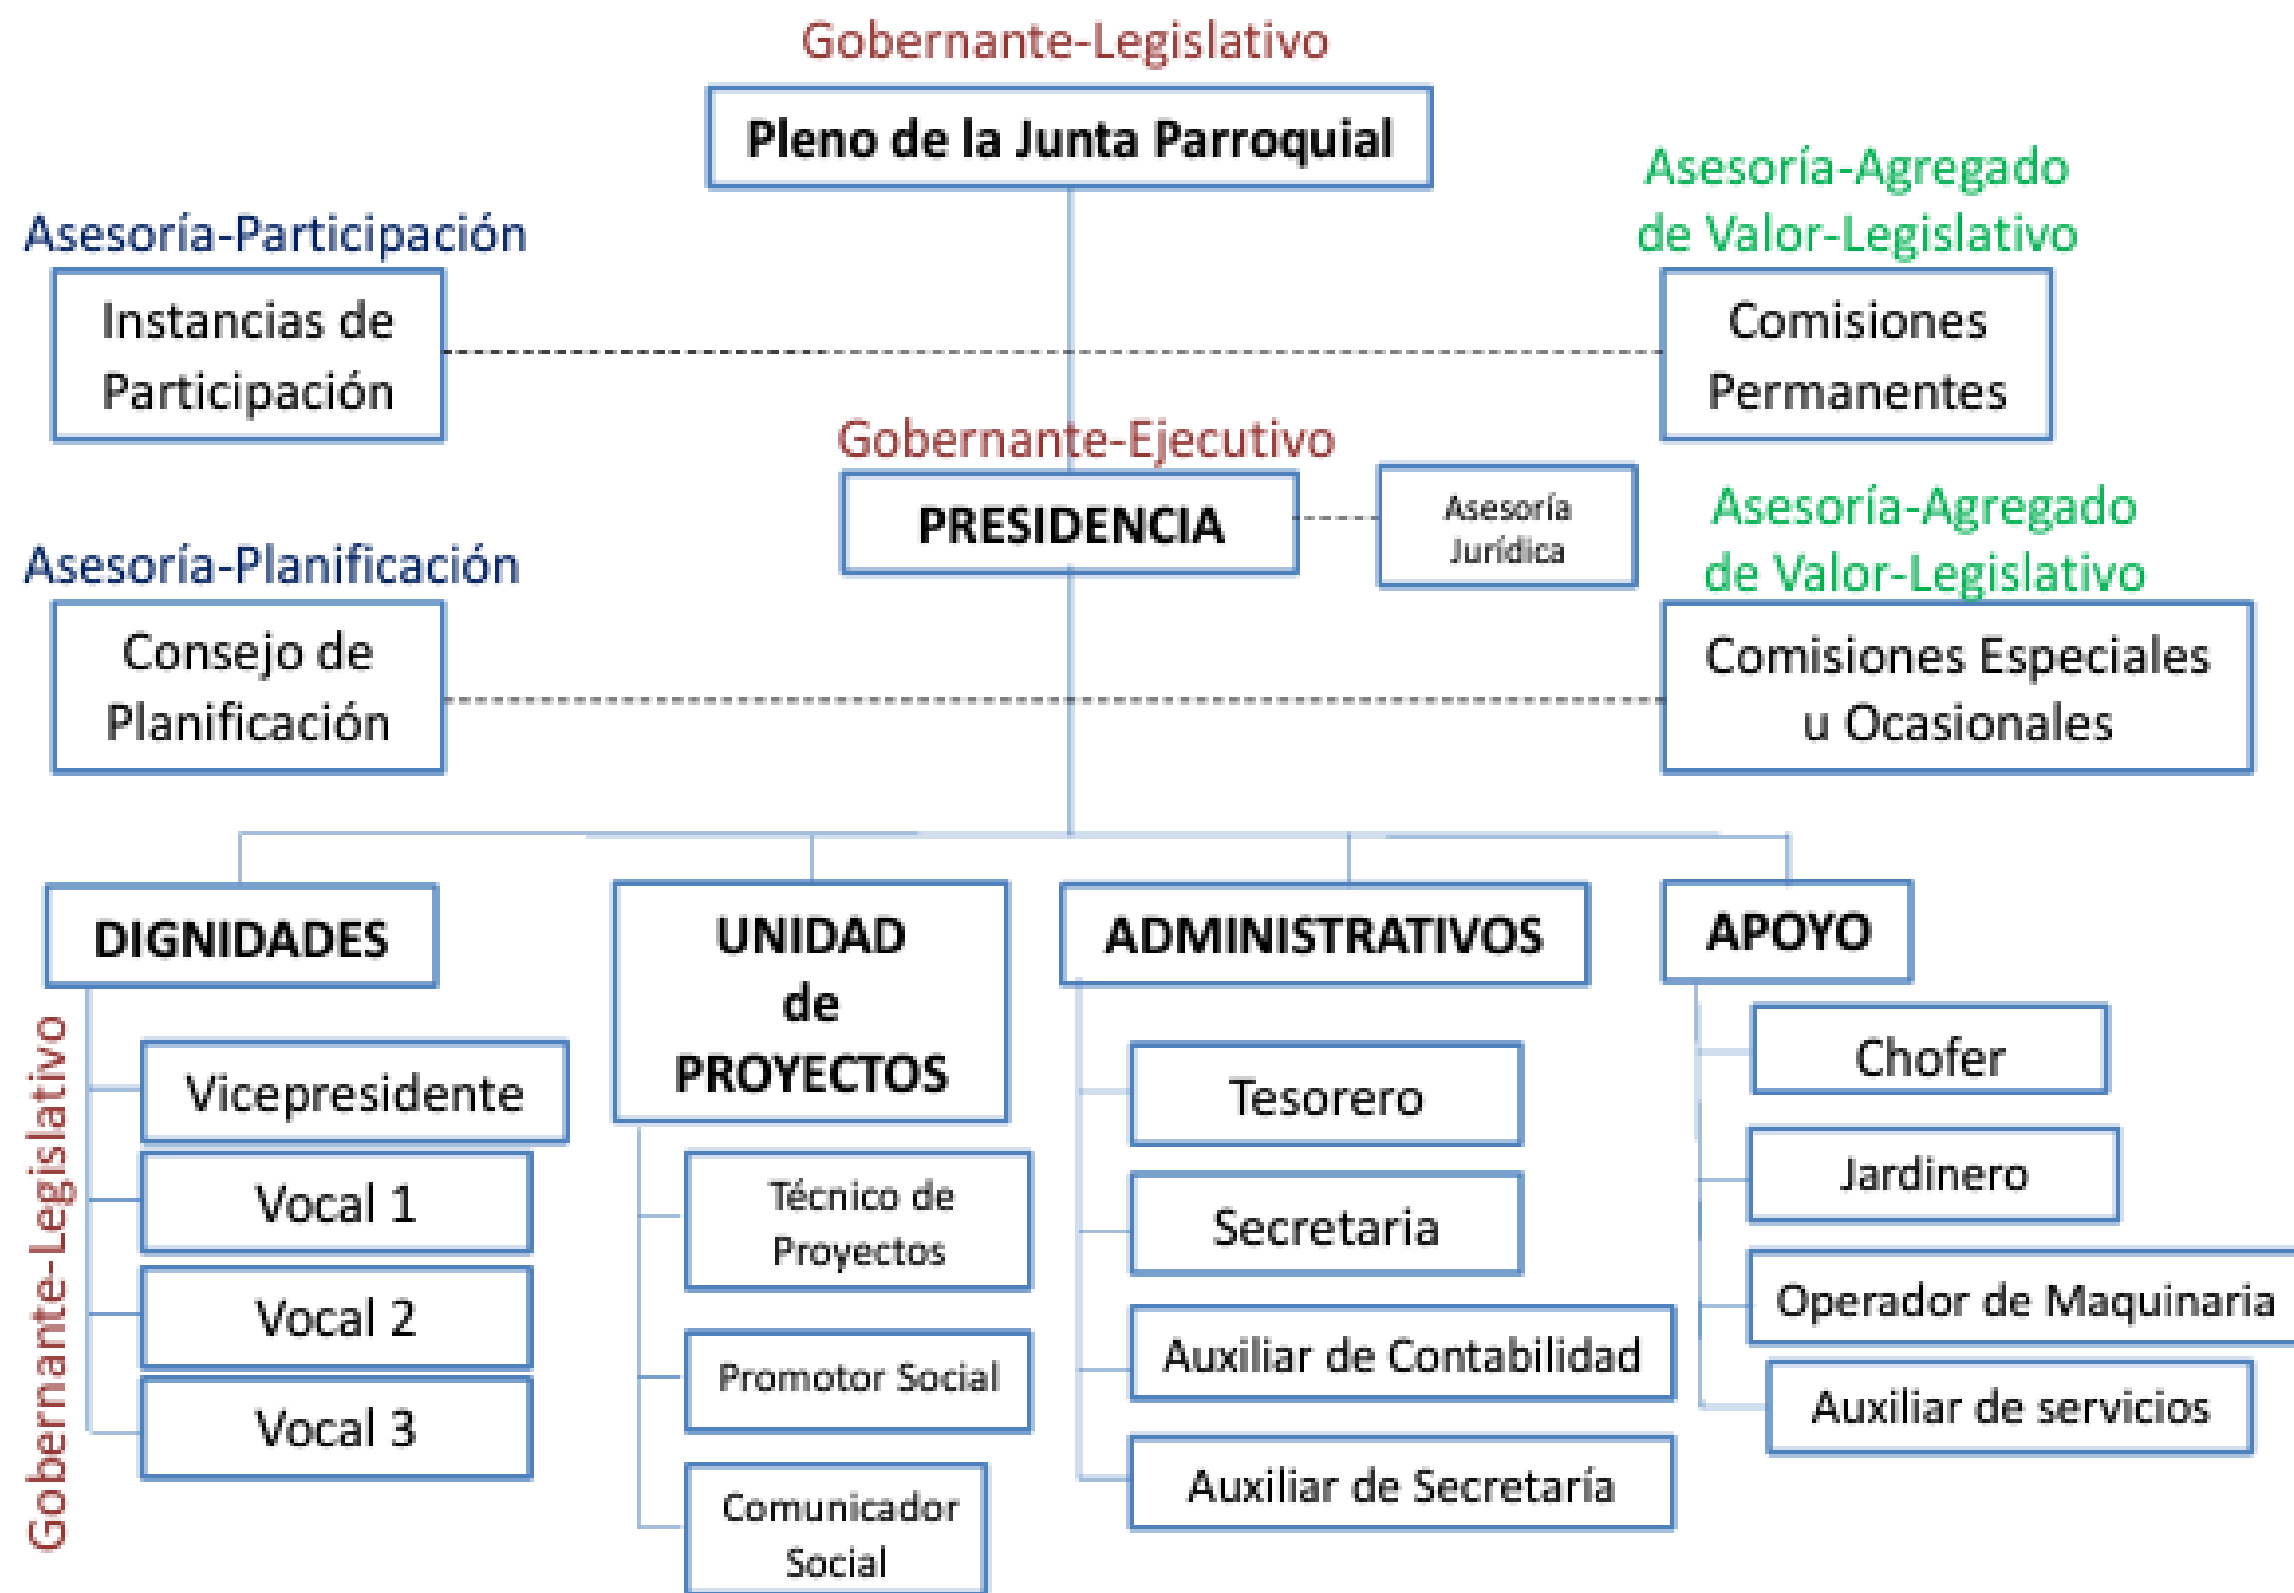 Gobernante-Legislativo
Pleno de la Junta Parroquial
Asesoría-Participación
Instancias de
Participación
Asesoría-Agregado
de Valor-Legislativo
Comisiones
Permanentes
Gobernante-Ejecutivo
PRESIDENCIA
Asesoría
Jurídica
Asesoría-Planificación
Consejo de
Planificación
Asesoría-Agregado
de Valor-Legislativo
Comisiones Especiales
u Ocasionales
DIGNIDADES
Gobernante- Legislativo
Vicepresidente
Vocal 1
Vocal 2
Vocal 3
UNIDAD
de
PROYECTOS
Técnico de
Proyectos
Promotor Social
Comunicador
Social
ADMINISTRATIVOS
Tesorero
Secretaria
Auxiliar de Contabilidad
Auxiliar de Secretaría
APOYO
Chofer
Jardinero
Operador de Maquinaria
Auxiliar de servicios